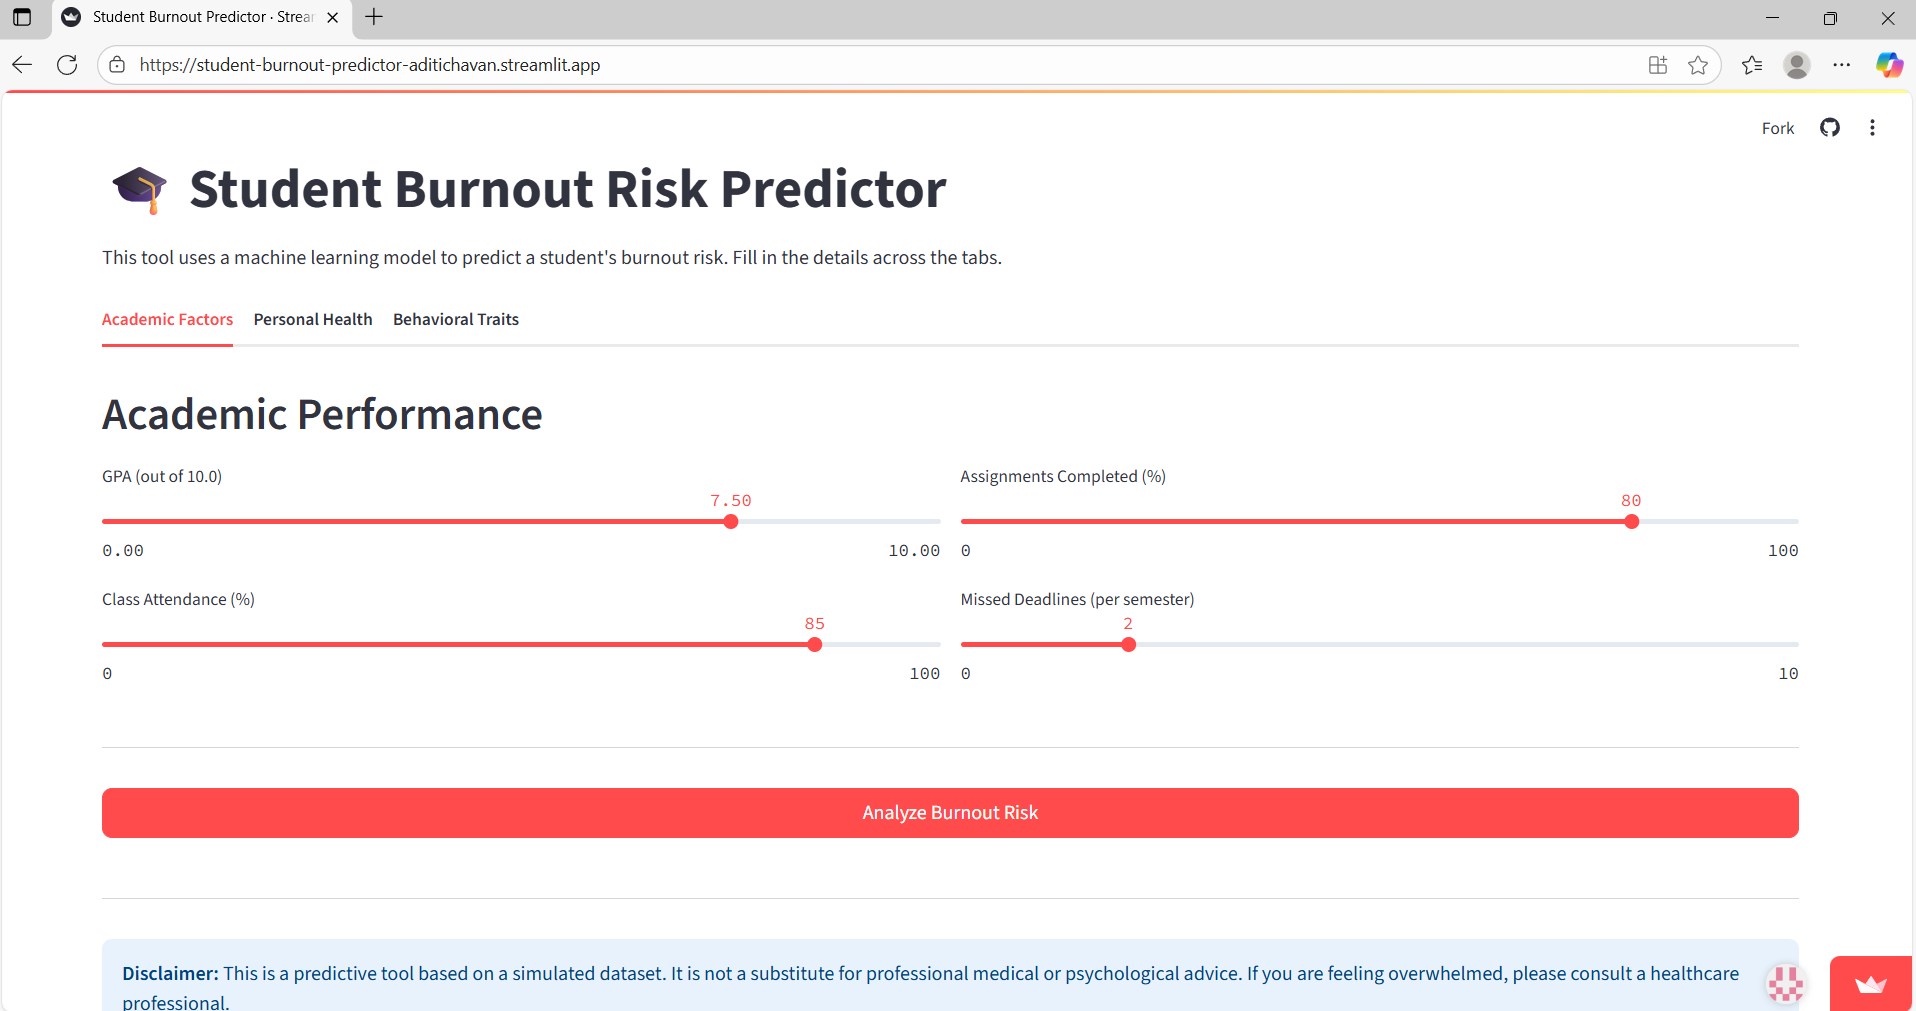 Student Burnout Predictor · Strea
https://student-burnout-predictor-aditichavan.streamlit.app
Fork
Student Burnout Risk Predictor
This tool uses a machine learning model to predict a student's burnout risk. Fill in the details across the tabs.
Academic Factors Personal Health Behavioral Traits
Academic Performance
GPA (out of 10.0)
7.50
0.00 10.00
Assignments Completed (%)
80
0 100
Class Attendance (%)
85
0 100
Missed Deadlines (per semester)
2
0 10
Analyze Burnout Risk
Disclaimer: This is a predictive tool based on a simulated dataset. It is not a substitute for professional medical or psychological advice. If you are feeling overwhelmed, please consult a healthcare
professional.